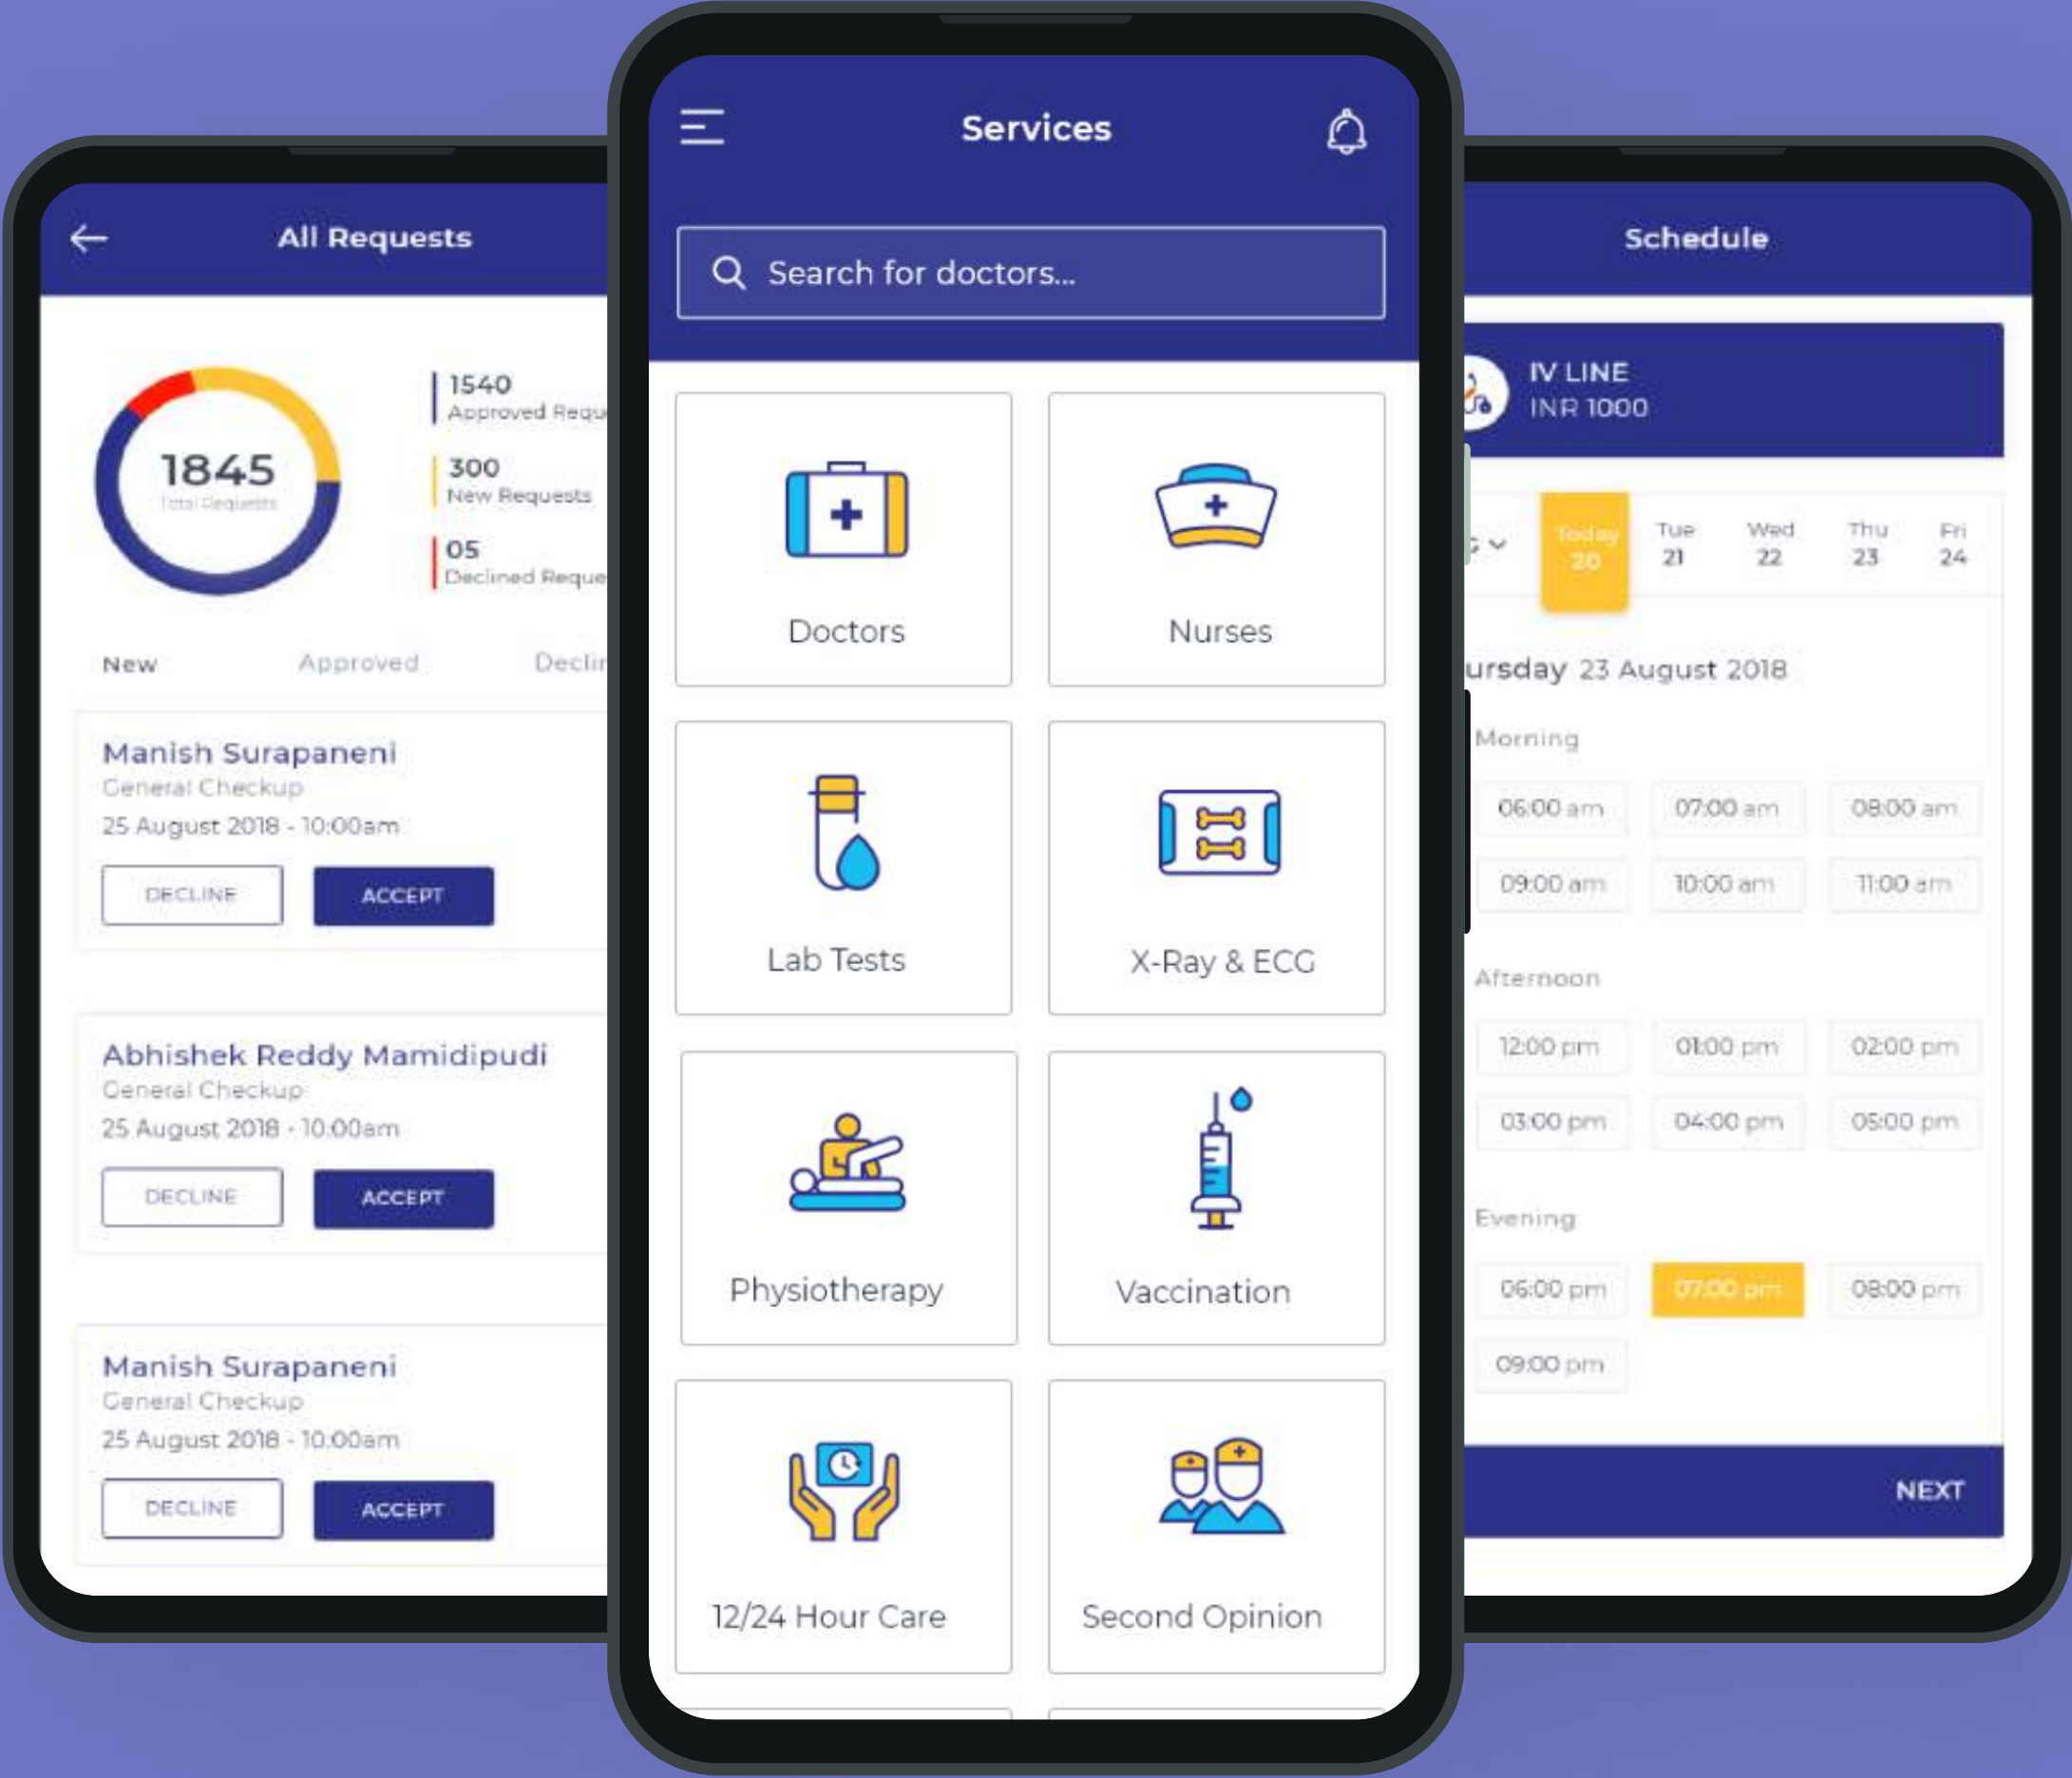 All Requests
1845
Total Requests
1540
Approved Requ
300
New Requests
05
Declined Reque
New Approved Declin
Manish Surapaneni
General Checkup
25 August 2018 - 10:00am
DECLINE ACCEPT
Abhishek Reddy Mamidipudi
General Checkup
25 August 2018 - 10:00am
DECLINE ACCEPT
Manish Surapaneni
General Checkup
25 August 2018 - 10:00am
DECLINE ACCEPT
Services
Search for doctors...
Doctors Nurses
Lab Tests X-Ray & ECG
Physiotherapy Vaccination
12/24 Hour Care Second Opinion
Schedule
IV LINE
INR 1000
Today Tue Wed Thu Fri
20 21 22 23 24
ursday 23 August 2018
Morning
06:00 am 07:00 am 08:00 am
09:00 am 10:00 am 11:00 am
Afternoon
12:00 pm 01:00 pm 02:00 pm
03:00 pm 04:00 pm 05:00 pm
Evening
06:00 pm 07:00 pm 08:00 pm
09:00 pm
NEXT